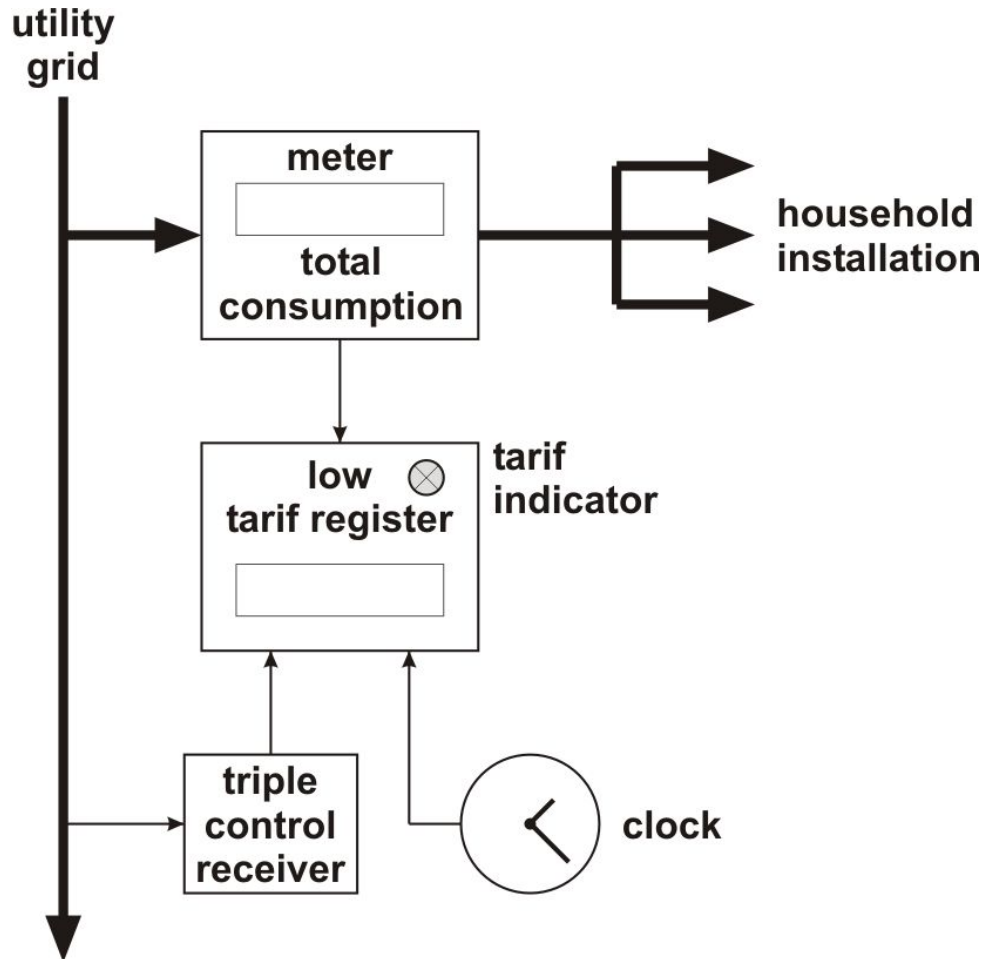 utility
grid
meter
total
consumption
household
installation
low
tarif register
tarif
indicator
triple
control
receiver
clock